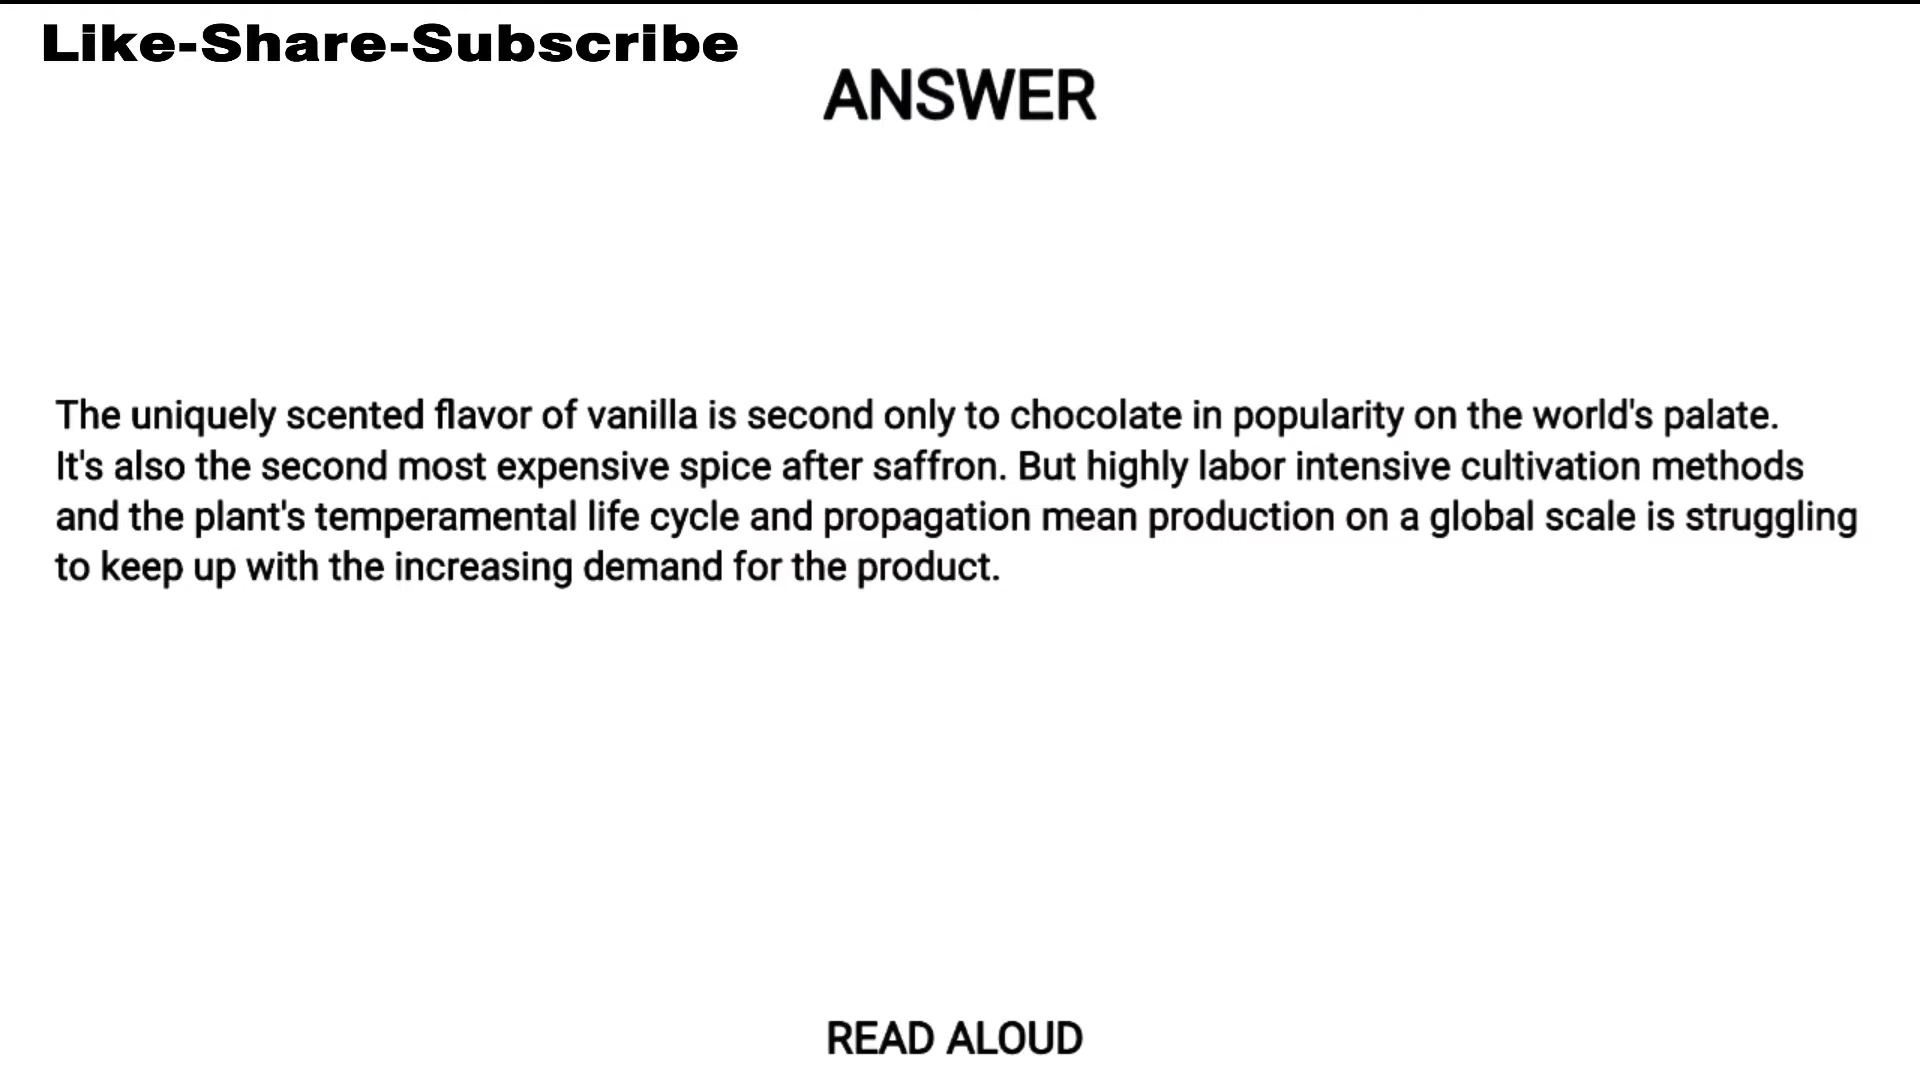 Like-Share-Subscribe
ANSWER
The uniquely scented flavor of vanilla is second only to chocolate in popularity on the world's palate.
It's also the second most expensive spice after saffron. But highly labor intensive cultivation methods
and the plant's temperamental life cycle and propagation mean production on a global scale is struggling
to keep up with the increasing demand for the product.
READ ALOUD